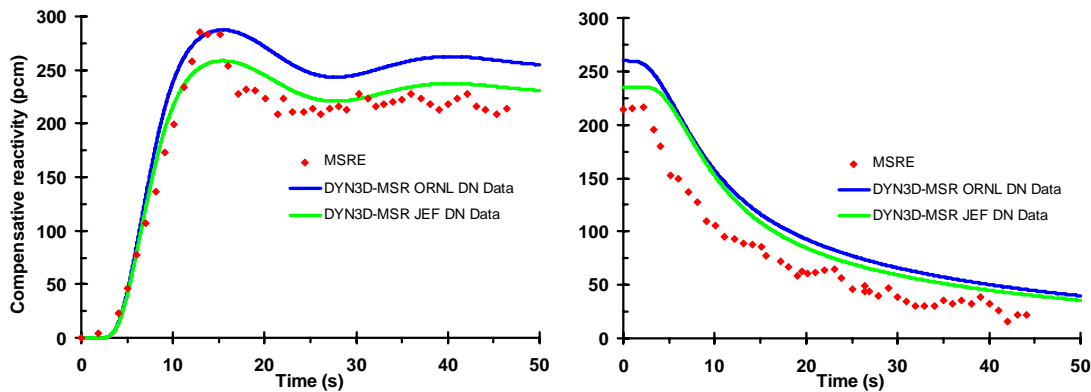 Compensative reactivity (pcm)
300
250
200
150
100
50
0
MSRE
DYN3D-MSR ORNL DN Data
DYN3D-MSR JEF DN Data
0
10
20
30
40
50
Time (s)
300
250
200
150
100
50
0
MSRE
DYN3D-MSR ORNL DN Data
DYN3D-MSR JEF DN Data
0
10
20
30
40
50
Time (s)